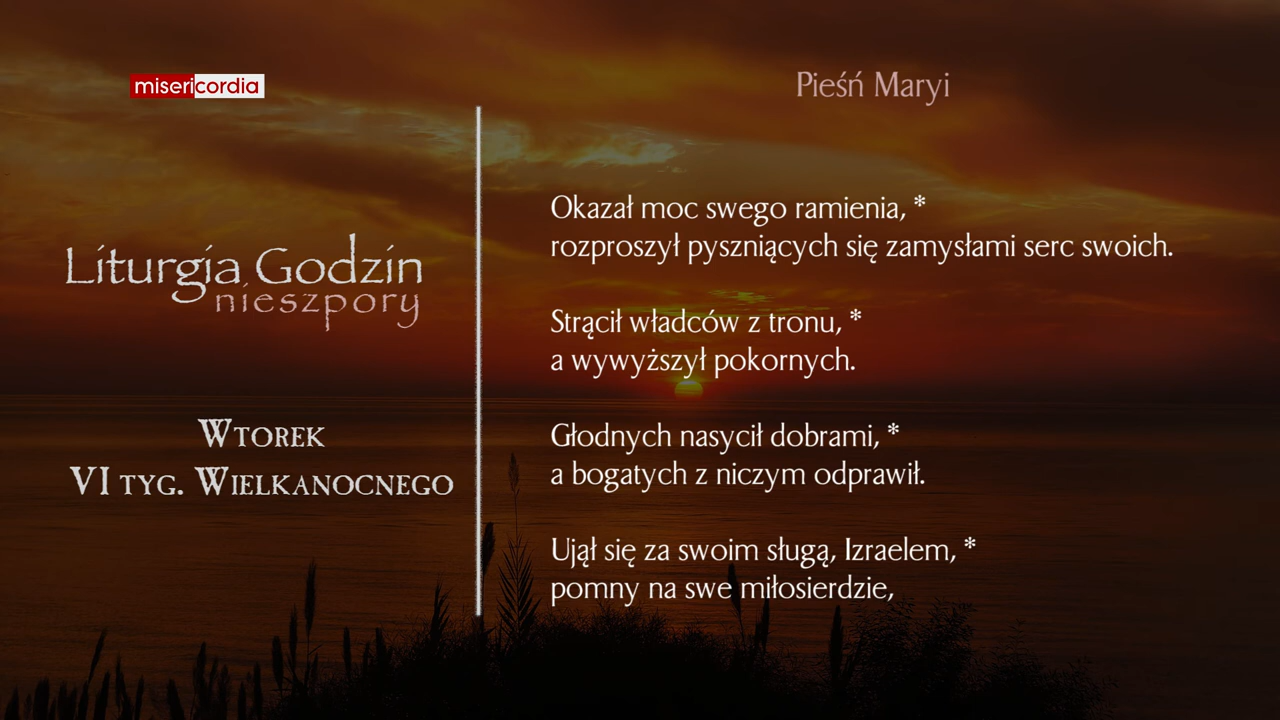 misericordia
Liturgia Godzin
nieszpory
Wtorek
VI tyg. Wielkanocnego
Pieśń Maryi
Okazał moc swego ramienia, *
rozproszył pyszniących się zamysłami serc swoich.
Strącił władców z tronu, *
a wywyższył pokornych.
Głodnych nasycił dobrami, *
a bogatych z niczym odprawił.
Ujął się za swoim sługą, Izraelem, *
pomny na swe miłosierdzie,